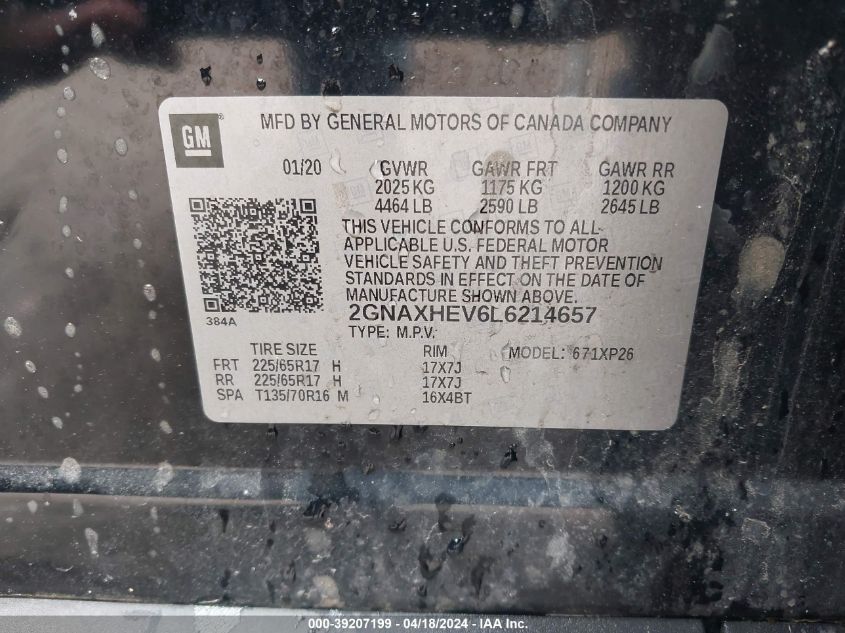 GM
MFD BY GENERAL MOTORS OF CANADA COMPANY
01/20 GVWR GAWR FRT GAWR RR
2025 KG 1175 KG 1200 KG
4464 LB 2590 LB 2645 LB
THIS VEHICLE CONFORMS TO ALL
APPLICABLE U.S. FEDERAL MOTOR
VEHICLE SAFETY AND THEFT PREVENTION
STANDARDS IN EFFECT ON THE DATE OF
MANUFACTURE SHOWN ABOVE.
384A
2GNAXHEV6L6214657
TYPE: M.P.V.
TIRE SIZE RIM MODEL: 671XP26
FRT 225/65R17 H 17X7J
RR 225/65R17 H 17X7J
SPA T135/70R16 M 16X4BT
000-39207199 - 04/18/2024 - IAA Inc.